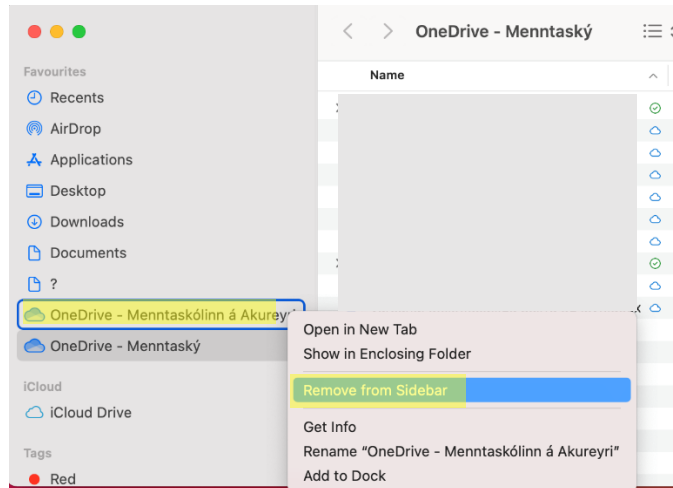 OneDrive - Menntaský
Name
Favourites
Recents
AirDrop
Applications
Desktop
Downloads
Documents
?
OneDrive - Menntaskólinn á Akureyri
OneDrive - Menntaský
iCloud
iCloud Drive
Tags
Red
Open in New Tab
Show in Enclosing Folder
Remove from Sidebar
Get Info
Rename “OneDrive - Menntaskólinn á Akureyri”
Add to Dock